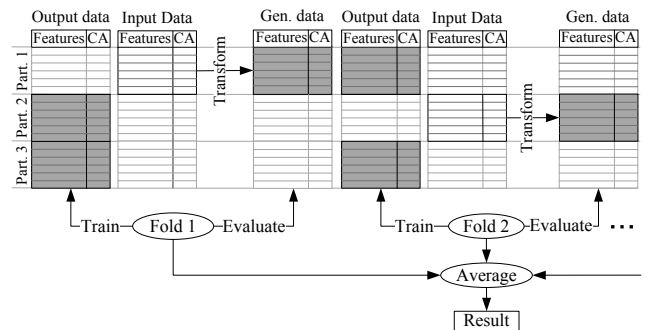 Output data Input Data Gen. data Output data Input Data Gen. data
Features CA Features CA Features CA Features CA Features CA Features CA
Part. 1
Part. 2
Part. 3
Transform
Transform
Train Fold 1 Evaluate Train Fold 2 Evaluate ...
Average
Result